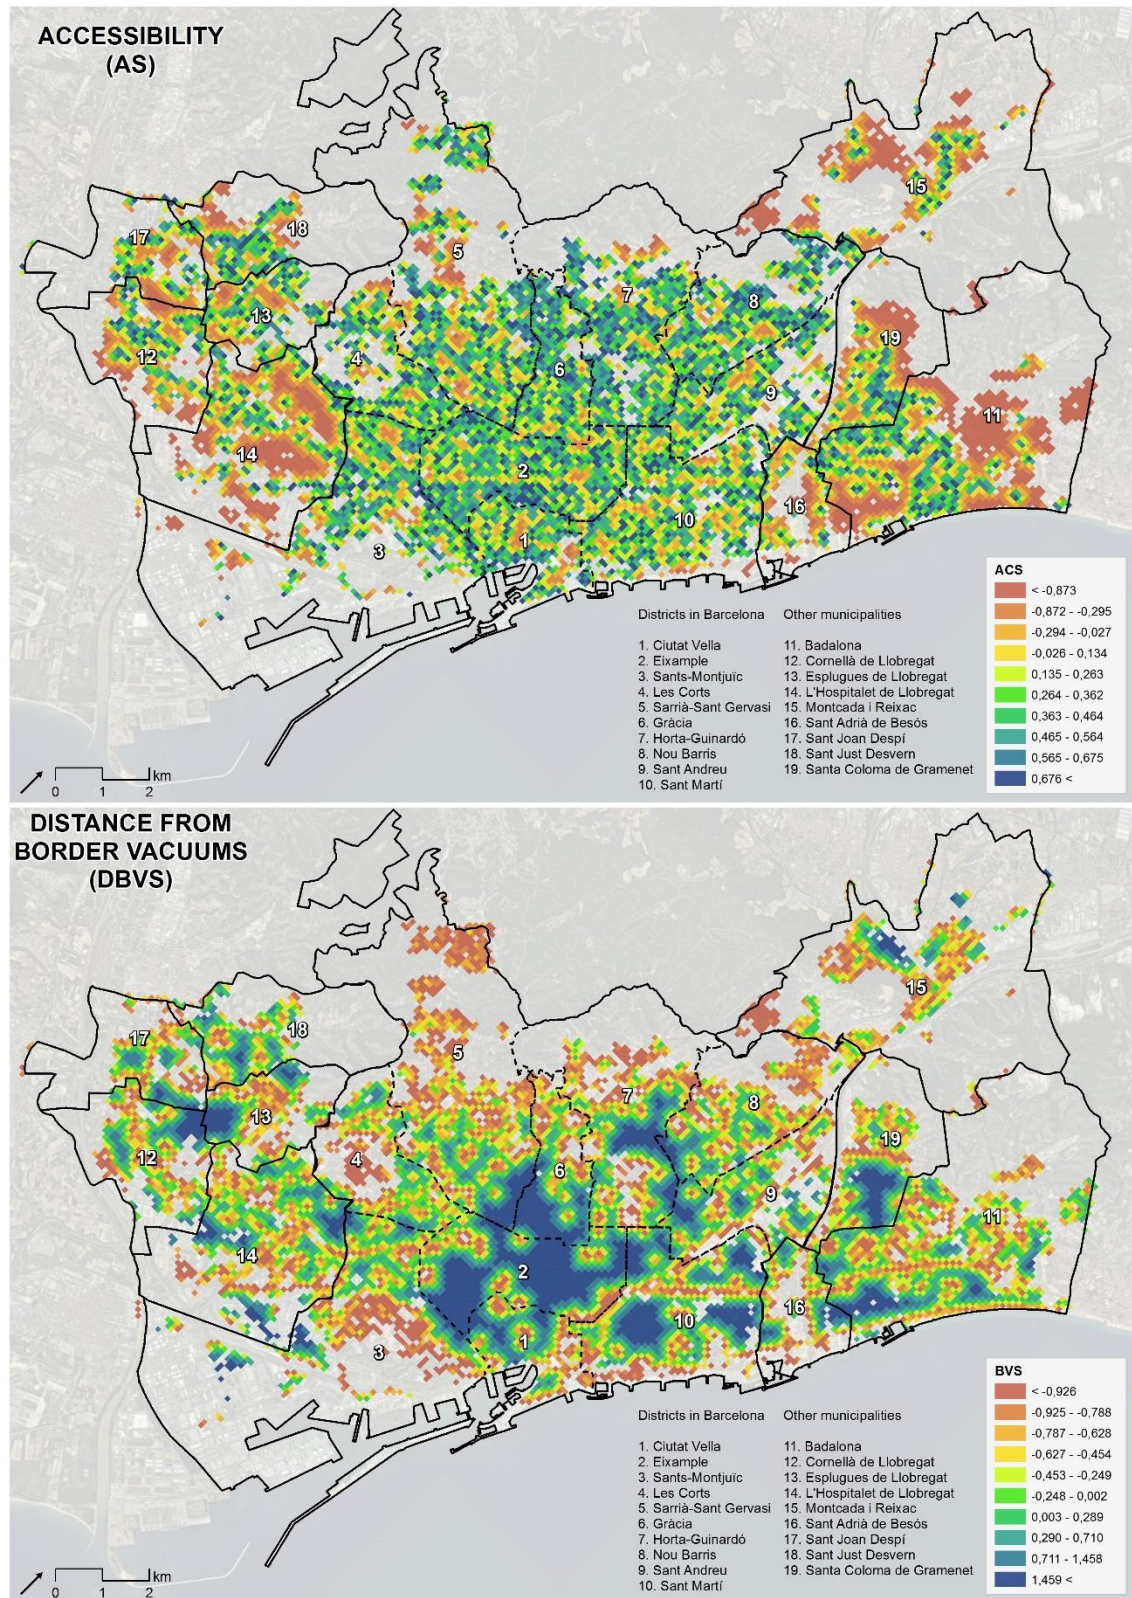 ACCESSIBILITY
(AS)
17
18
5
15
13
7
8
12
4
6
19
9
11
14
2
16
10
3
1
Districts in Barcelona
1. Ciutat Vella
2. Eixample
3. Sants-Montjuïc
4. Les Corts
5. Sarrià-Sant Gervasi
6. Gràcia
7. Horta-Guinardó
8. Nou Barris
9. Sant Andreu
10. Sant Martí
Other municipalities
11. Badalona
12. Cornellà de Llobregat
13. Esplugues de Llobregat
14. L'Hospitalet de Llobregat
15. Montcada i Reixac
16. Sant Adrià de Besós
17. Sant Joan Despí
18. Sant Just Desvern
19. Santa Coloma de Gramenet
ACS
< -0,873
-0,872 - -0,295
-0,294 - -0,027
-0,026 - 0,134
0,135 - 0,263
0,264 - 0,362
0,363 - 0,464
0,465 - 0,564
0,565 - 0,675
0,676 <
km
0 1 2
DISTANCE FROM
BORDER VACUUMS
(DBVS)
17
18
5
15
13
7
8
12
4
6
19
9
11
14
2
16
10
3
1
Districts in Barcelona
1. Ciutat Vella
2. Eixample
3. Sants-Montjuïc
4. Les Corts
5. Sarrià-Sant Gervasi
6. Gràcia
7. Horta-Guinardó
8. Nou Barris
9. Sant Andreu
10. Sant Martí
Other municipalities
11. Badalona
12. Cornellà de Llobregat
13. Esplugues de Llobregat
14. L'Hospitalet de Llobregat
15. Montcada i Reixac
16. Sant Adrià de Besós
17. Sant Joan Despí
18. Sant Just Desvern
19. Santa Coloma de Gramenet
BVS
< -0,926
-0,925 - -0,788
-0,787 - -0,628
-0,627 - -0,454
-0,453 - -0,249
-0,248 - 0,002
0,003 - 0,289
0,290 - 0,710
0,711 - 1,458
1,459 <
km
0 1 2